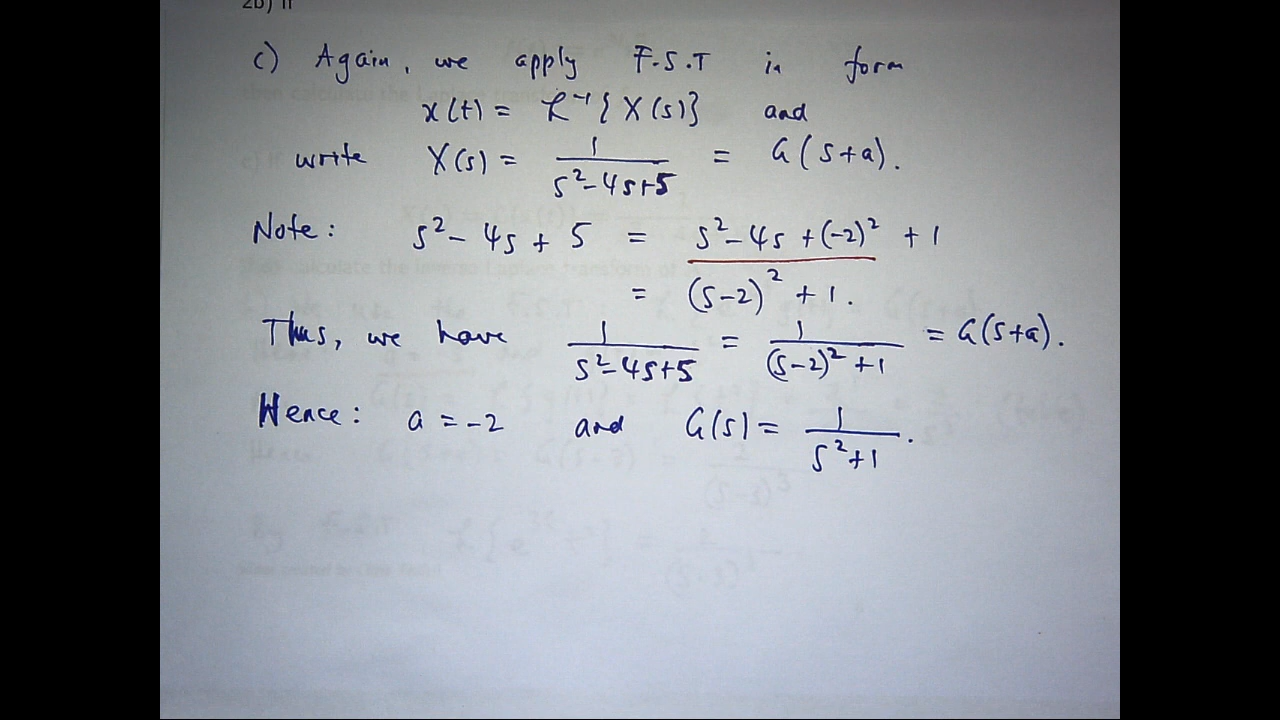 c) Again, we apply F.S.T in form
x(t) = ℒ⁻¹{X(s)} and
write X(s) = 1/(s²-4s+5) = G(s+a).
Note: s²- 4s + 5 = s²-4s+(-2)² + 1
= (s-2)² + 1.
Thus, we have 1/(s²-4s+5) = 1/((s-2)²+1) = G(s+a).
Hence: a = -2 and G(s) = 1/(s²+1).